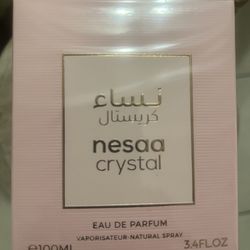 نساء
كريستال
nesaa
crystal
EAU DE PARFUM
VAPORISATEUR·NATURAL SPRAY
℮100ML
3.4FL.OZ